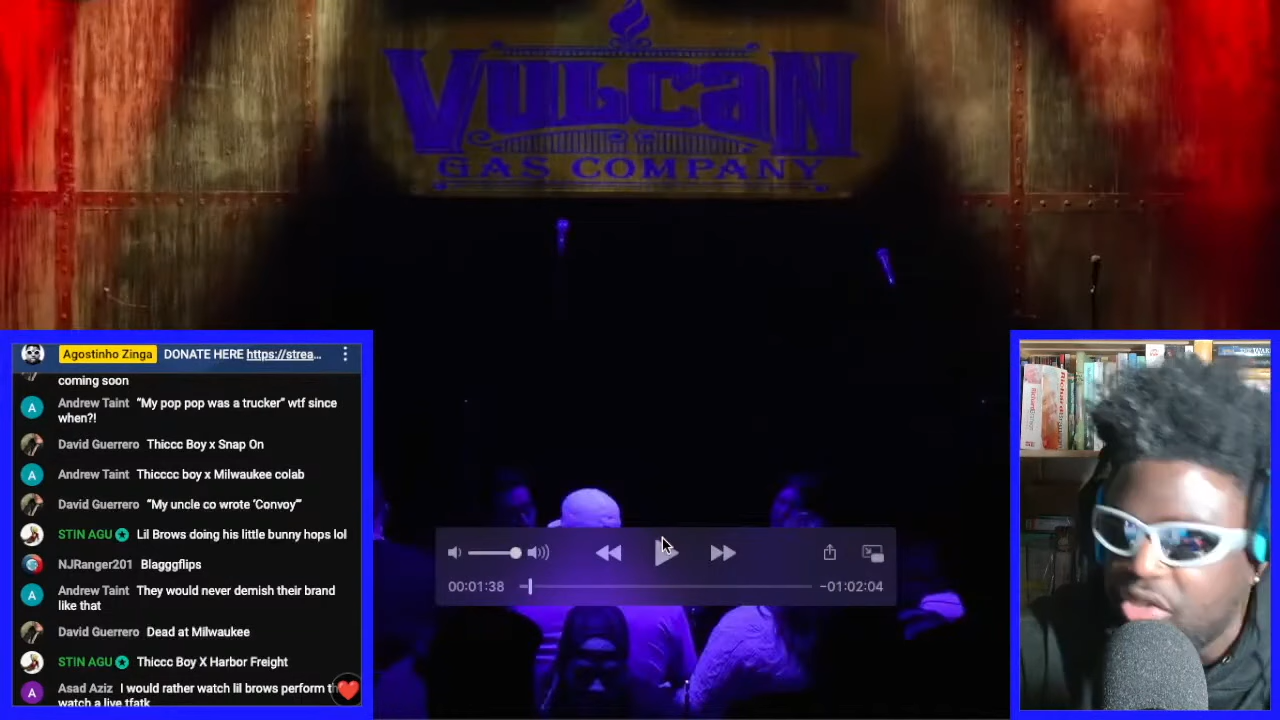 VULCAN
GAS COMPANY
Agostinho Zinga DONATE HERE https://strea...
coming soon
Andrew Taint “My pop pop was a trucker” wtf since
when?!
David Guerrero Thiccc Boy x Snap On
A Andrew Taint Thicccc boy x Milwaukee colab
David Guerrero “My uncle co wrote ‘Convoy’”
STIN AGU Lil Brows doing his little bunny hops lol
NJRanger201 Blagggflips
A Andrew Taint They would never demish their brand
like that
David Guerrero Dead at Milwaukee
STIN AGU Thiccc Boy X Harbor Freight
A Asad Aziz I would rather watch lil brows perform th
watch a live tfatk
00:01:38
−01:02:04